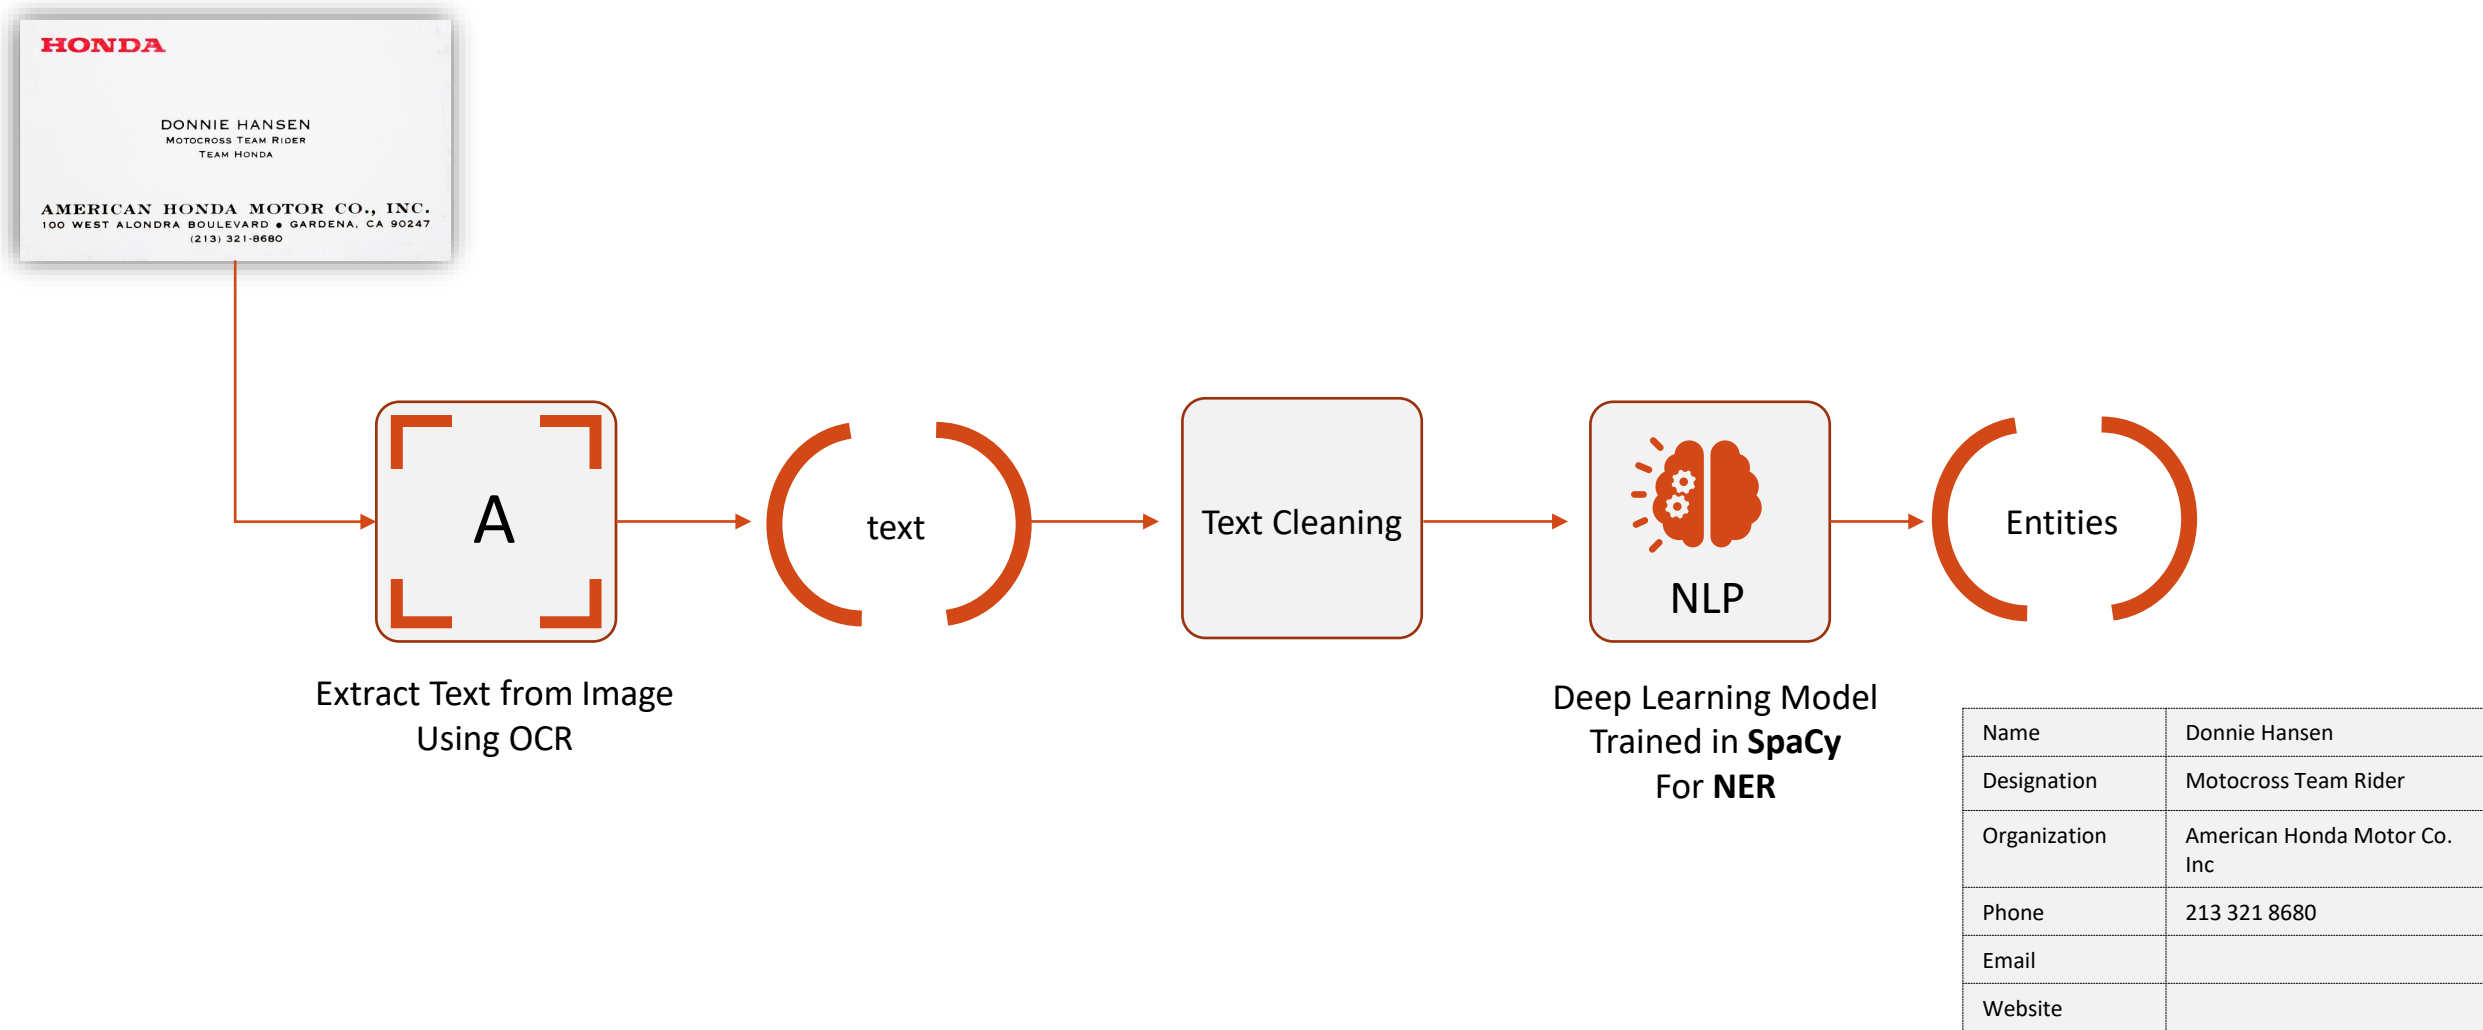 HONDA
DONNIE HANSEN
MOTOCROSS TEAM RIDER
TEAM HONDA
AMERICAN HONDA MOTOR CO., INC.
100 WEST ALONDRA BOULEVARD ● GARDENA, CA 90247
(213) 321-8680
A
Extract Text from Image
Using OCR
text
Text Cleaning
NLP
Deep Learning Model
Trained in SpaCy
For NER
Entities
Name Donnie Hansen
Designation Motocross Team Rider
Organization American Honda Motor Co.
Inc
Phone 213 321 8680
Email
Website